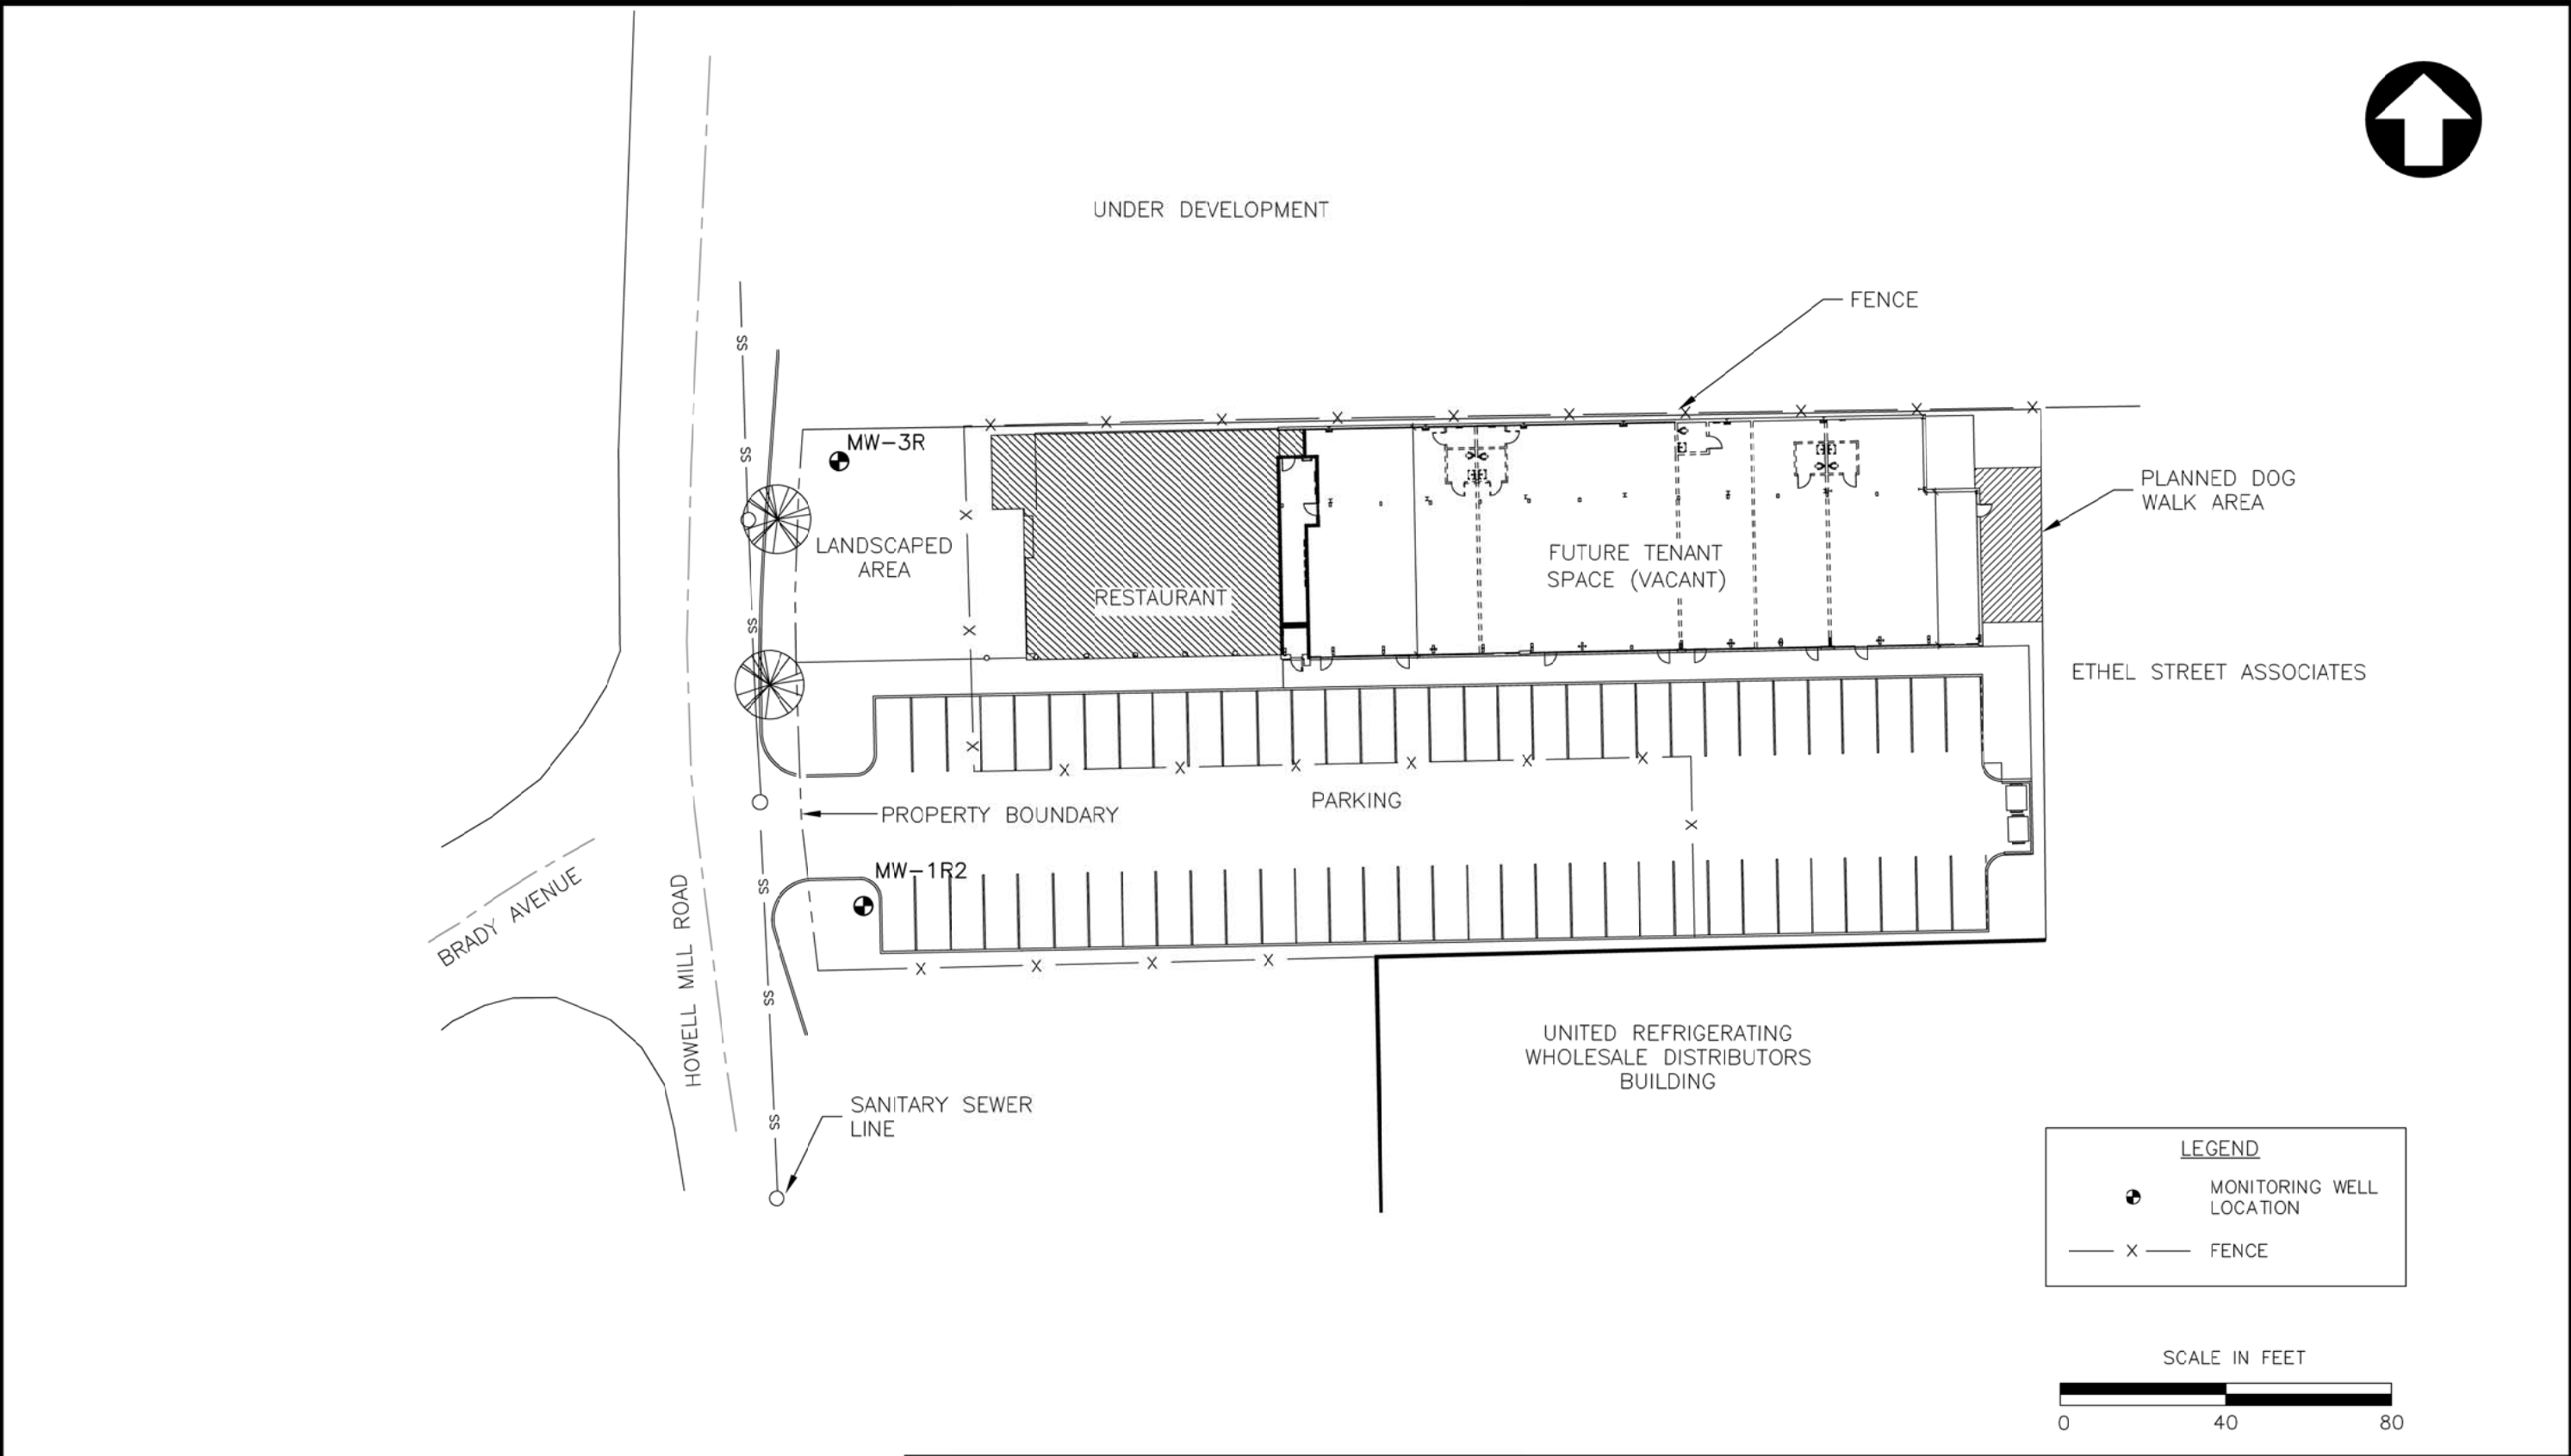 UNDER DEVELOPMENT
FENCE
SS
MW-3R
SS
PLANNED DOG
WALK AREA
LANDSCAPED
AREA
FUTURE TENANT
SPACE (VACANT)
RESTAURANT
SS
ETHEL STREET ASSOCIATES
PARKING
PROPERTY BOUNDARY
MW-1R2
SS
BRADY AVENUE
HOWELL MILL ROAD
SS
UNITED REFRIGERATING
WHOLESALE DISTRIBUTORS
BUILDING
SANITARY SEWER
LINE
SS
LEGEND
MONITORING WELL
LOCATION
X FENCE
SCALE IN FEET
0 40 80